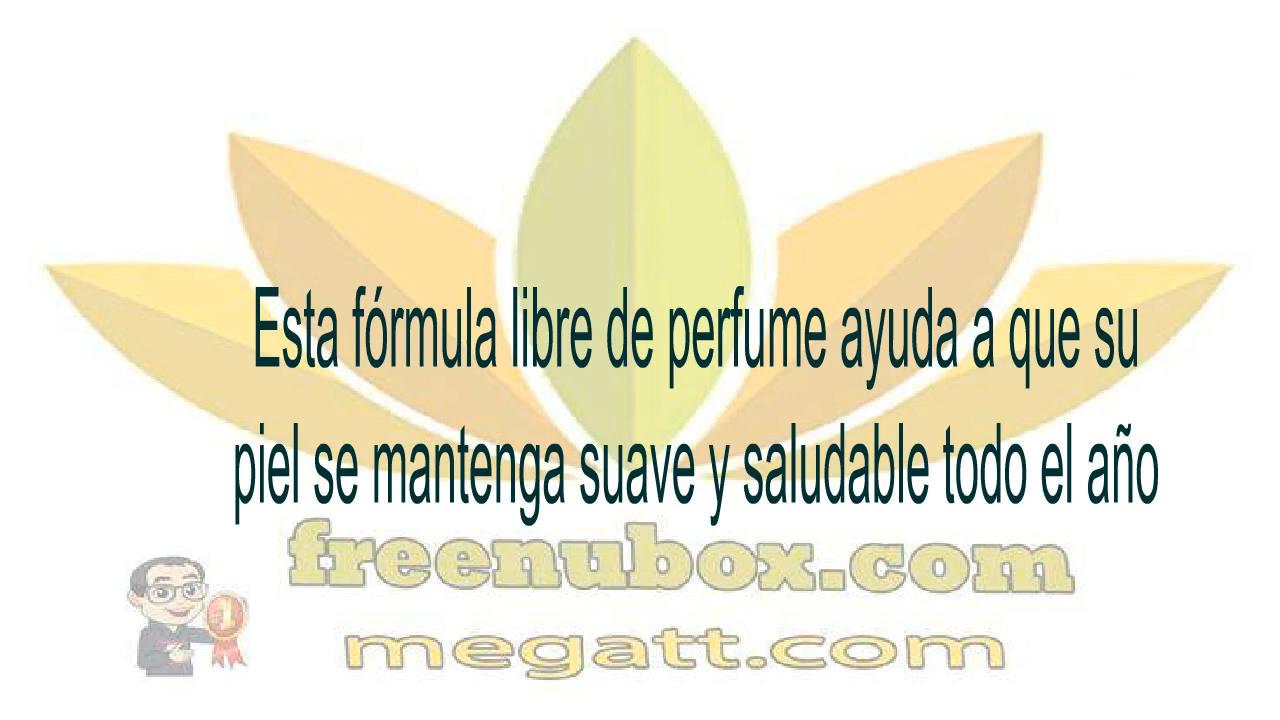 Esta fórmula libre de perfume ayuda a que su
piel se mantenga suave y saludable todo el año
freenubox.com
#1
megatt.com